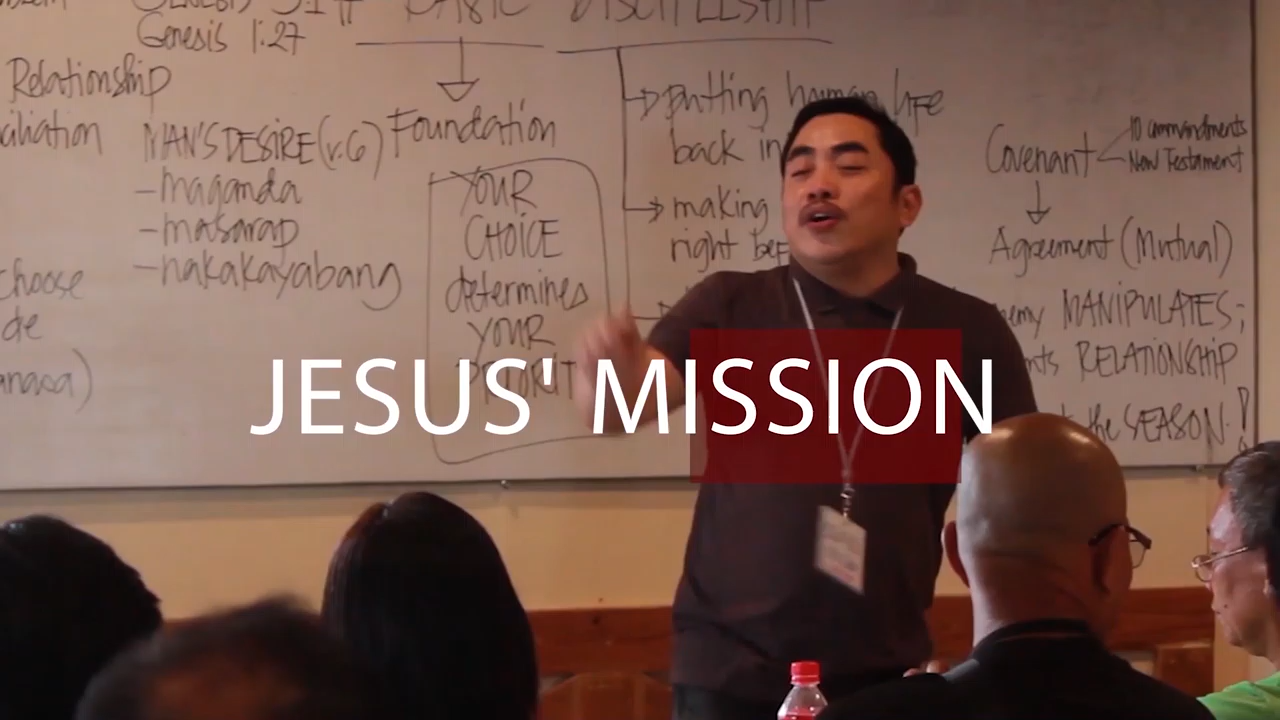 GENESIS
BASIC DISCIPLESHIP
Genesis 1:27
Relationship
MAN'S DESIRE (v.6)
-maganda
-masarap
-nakakayabang
choose
de
Foundation
YOUR
CHOICE
determines
YOUR
putting human life
back in
making
right bef
Covenant
10 commandments
New Testament
Agreement (Mutual)
MANIPULATES;
RELATIONSHIP
the SEASON!
JESUS' MISSION